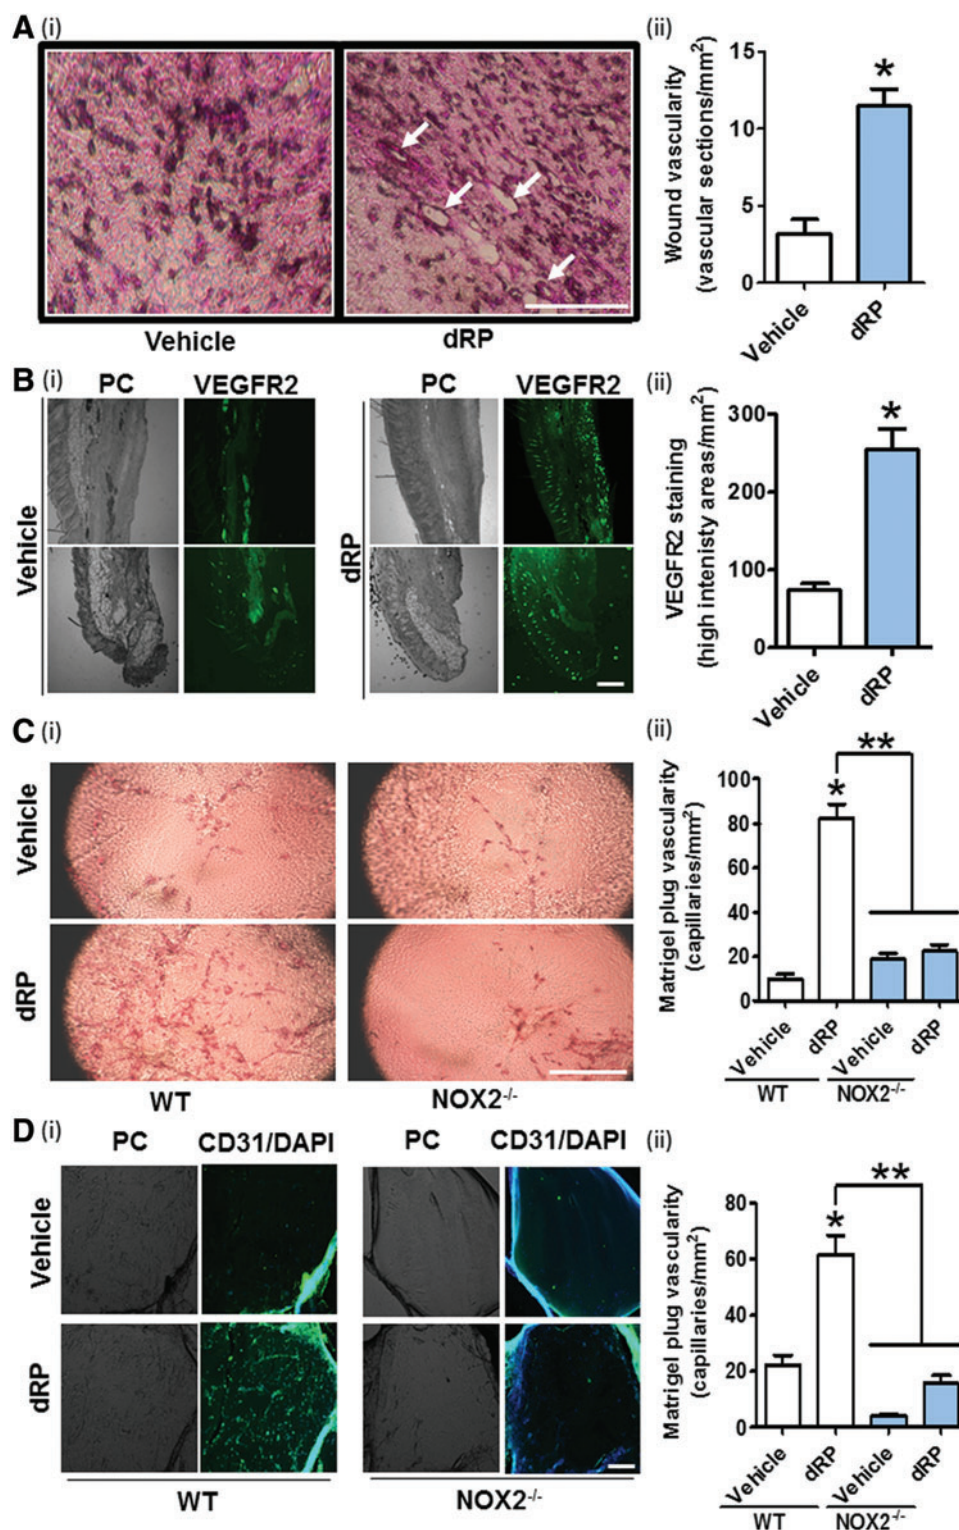 A (i)
Vehicle
dRP
(ii)
Wound vascularity
(vascular sections/mm²)
15
10
5
0
*
Vehicle
dRP
B (i)
PC
VEGFR2
PC
VEGFR2
Vehicle
dRP
(ii)
VEGFR2 staining
(high intenisty areas/mm²)
300
200
100
0
*
Vehicle
dRP
C (i)
Vehicle
dRP
WT
NOX2⁻/⁻
(ii)
Matrigel plug vascularity
(capillaries/mm²)
100
80
60
40
20
0
*
**
Vehicle
dRP
Vehicle
dRP
WT
NOX2⁻/⁻
D (i)
PC
CD31/DAPI
PC
CD31/DAPI
Vehicle
dRP
WT
NOX2⁻/⁻
(ii)
Matrigel plug vascularity
(capillaries/mm²)
80
60
40
20
0
*
**
Vehicle
dRP
Vehicle
dRP
WT
NOX2⁻/⁻